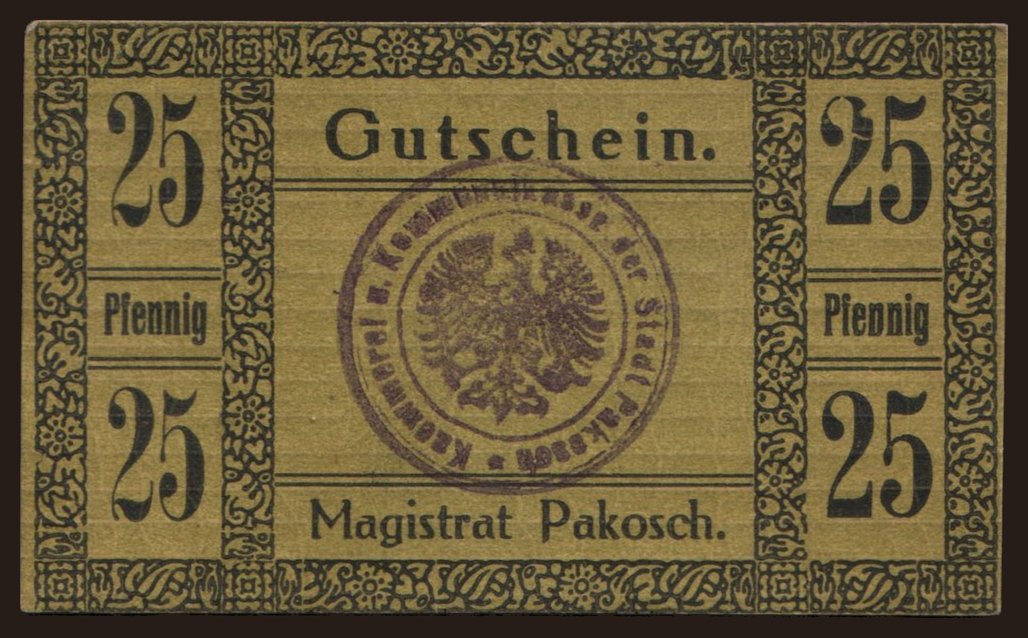 25
Pfennig
25
Gutschein.
Kämmerei u. Kommunalkasse der Stadt Pakosch *
Magistrat Pakosch.
25
Pfennig
25